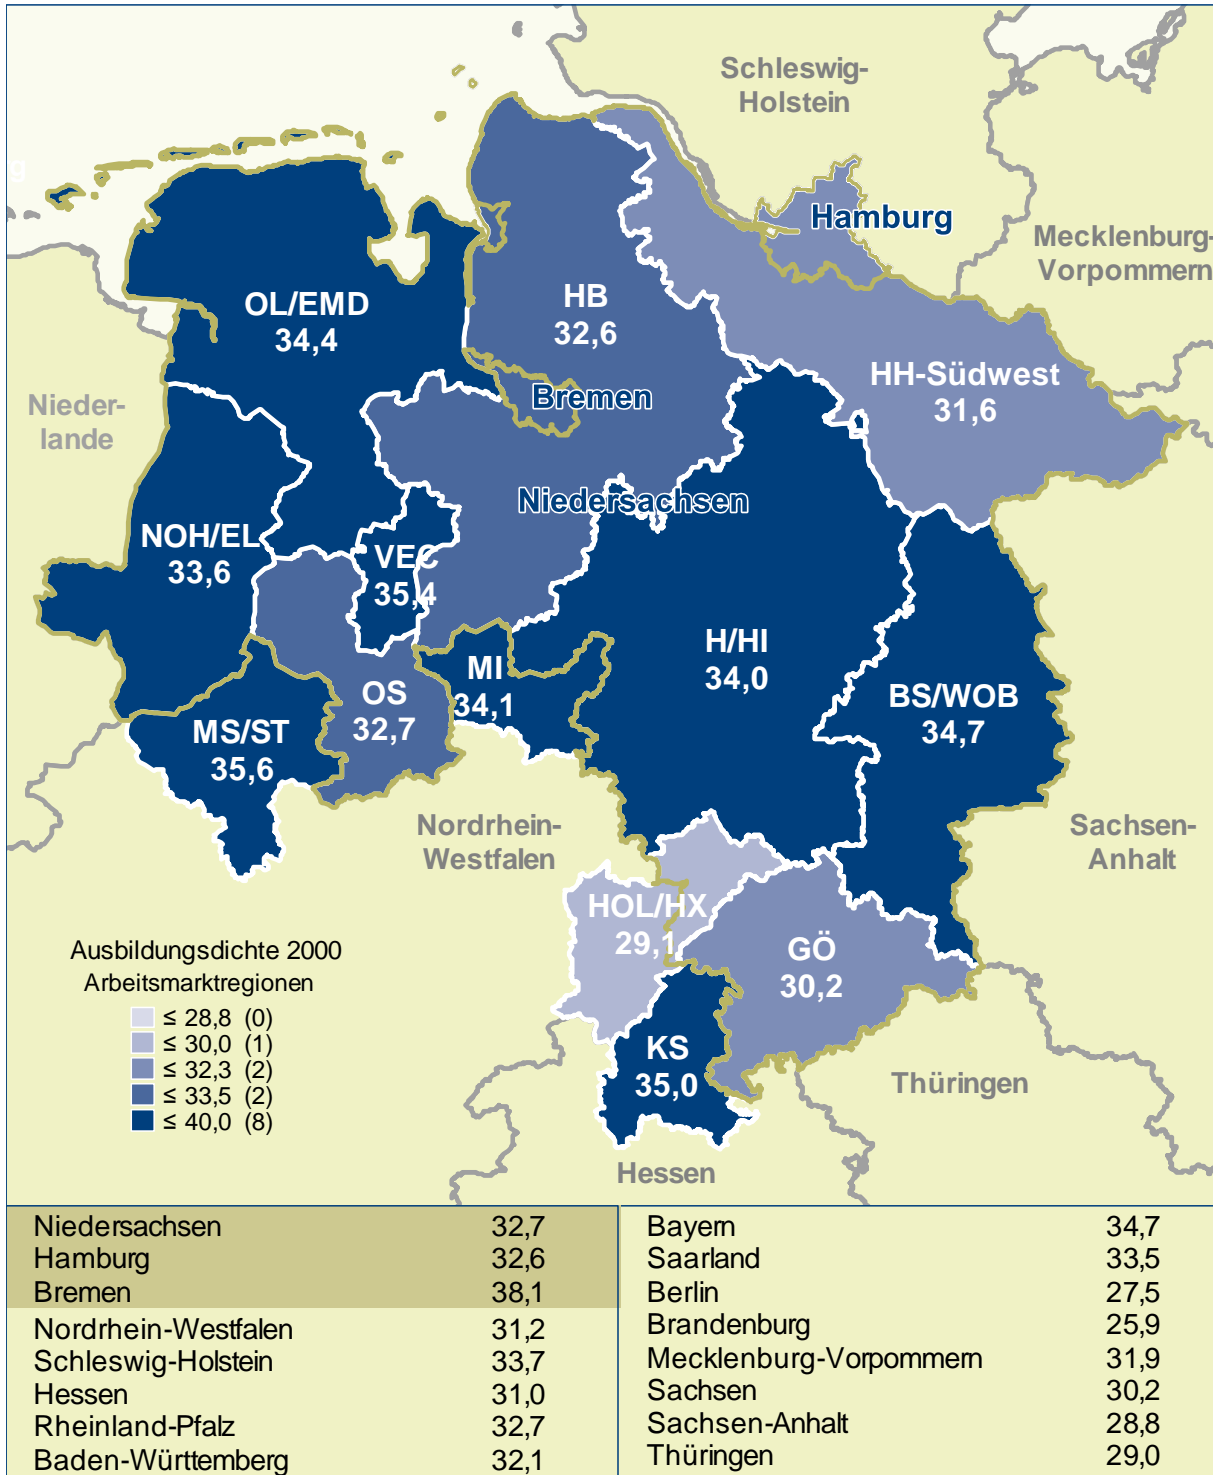 Schleswig-
Holstein
g
Hamburg
Mecklenburg-
Vorpommern
OL/EMD
34,4
HB
32,6
HH-Südwest
31,6
Nieder-
lande
Bremen
Niedersachsen
NOH/EL
33,6
VEC
35,4
H/HI
34,0
MI
34,1
OS
32,7
BS/WOB
34,7
MS/ST
35,6
Nordrhein-
Westfalen
Sachsen-
Anhalt
HOL/HX
29,1
GÖ
30,2
KS
35,0
Thüringen
Hessen
Ausbildungsdichte 2000
Arbeitsmarktregionen
≤ 28,8 (0)
≤ 30,0 (1)
≤ 32,3 (2)
≤ 33,5 (2)
≤ 40,0 (8)
Niedersachsen 32,7
Hamburg 32,6
Bremen 38,1
Nordrhein-Westfalen 31,2
Schleswig-Holstein 33,7
Hessen 31,0
Rheinland-Pfalz 32,7
Baden-Württemberg 32,1
Bayern 34,7
Saarland 33,5
Berlin 27,5
Brandenburg 25,9
Mecklenburg-Vorpommern 31,9
Sachsen 30,2
Sachsen-Anhalt 28,8
Thüringen 29,0